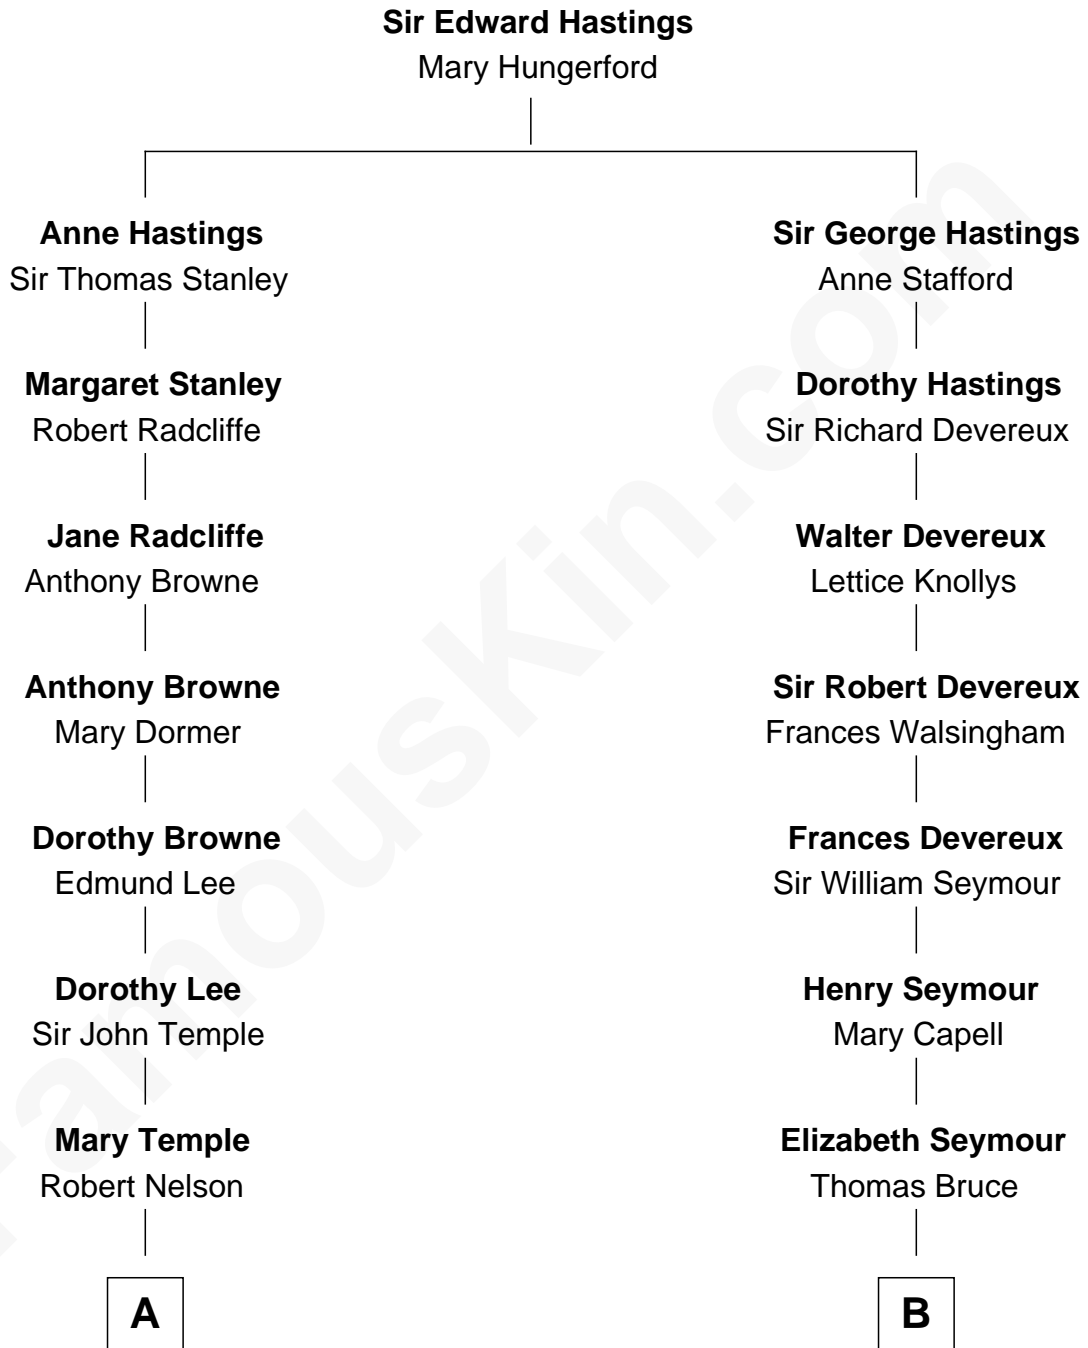 Sir Edward Hastings
Mary Hungerford
Anne Hastings
Sir Thomas Stanley
Sir George Hastings
Anne Stafford
Margaret Stanley
Robert Radcliffe
Dorothy Hastings
Sir Richard Devereux
Jane Radcliffe
Anthony Browne
Walter Devereux
Lettice Knollys
Anthony Browne
Mary Dormer
Sir Robert Devereux
Frances Walsingham
Dorothy Browne
Edmund Lee
Frances Devereux
Sir William Seymour
Dorothy Lee
Sir John Temple
Henry Seymour
Mary Capell
Mary Temple
Robert Nelson
Elizabeth Seymour
Thomas Bruce
A
B
FamousKin.com